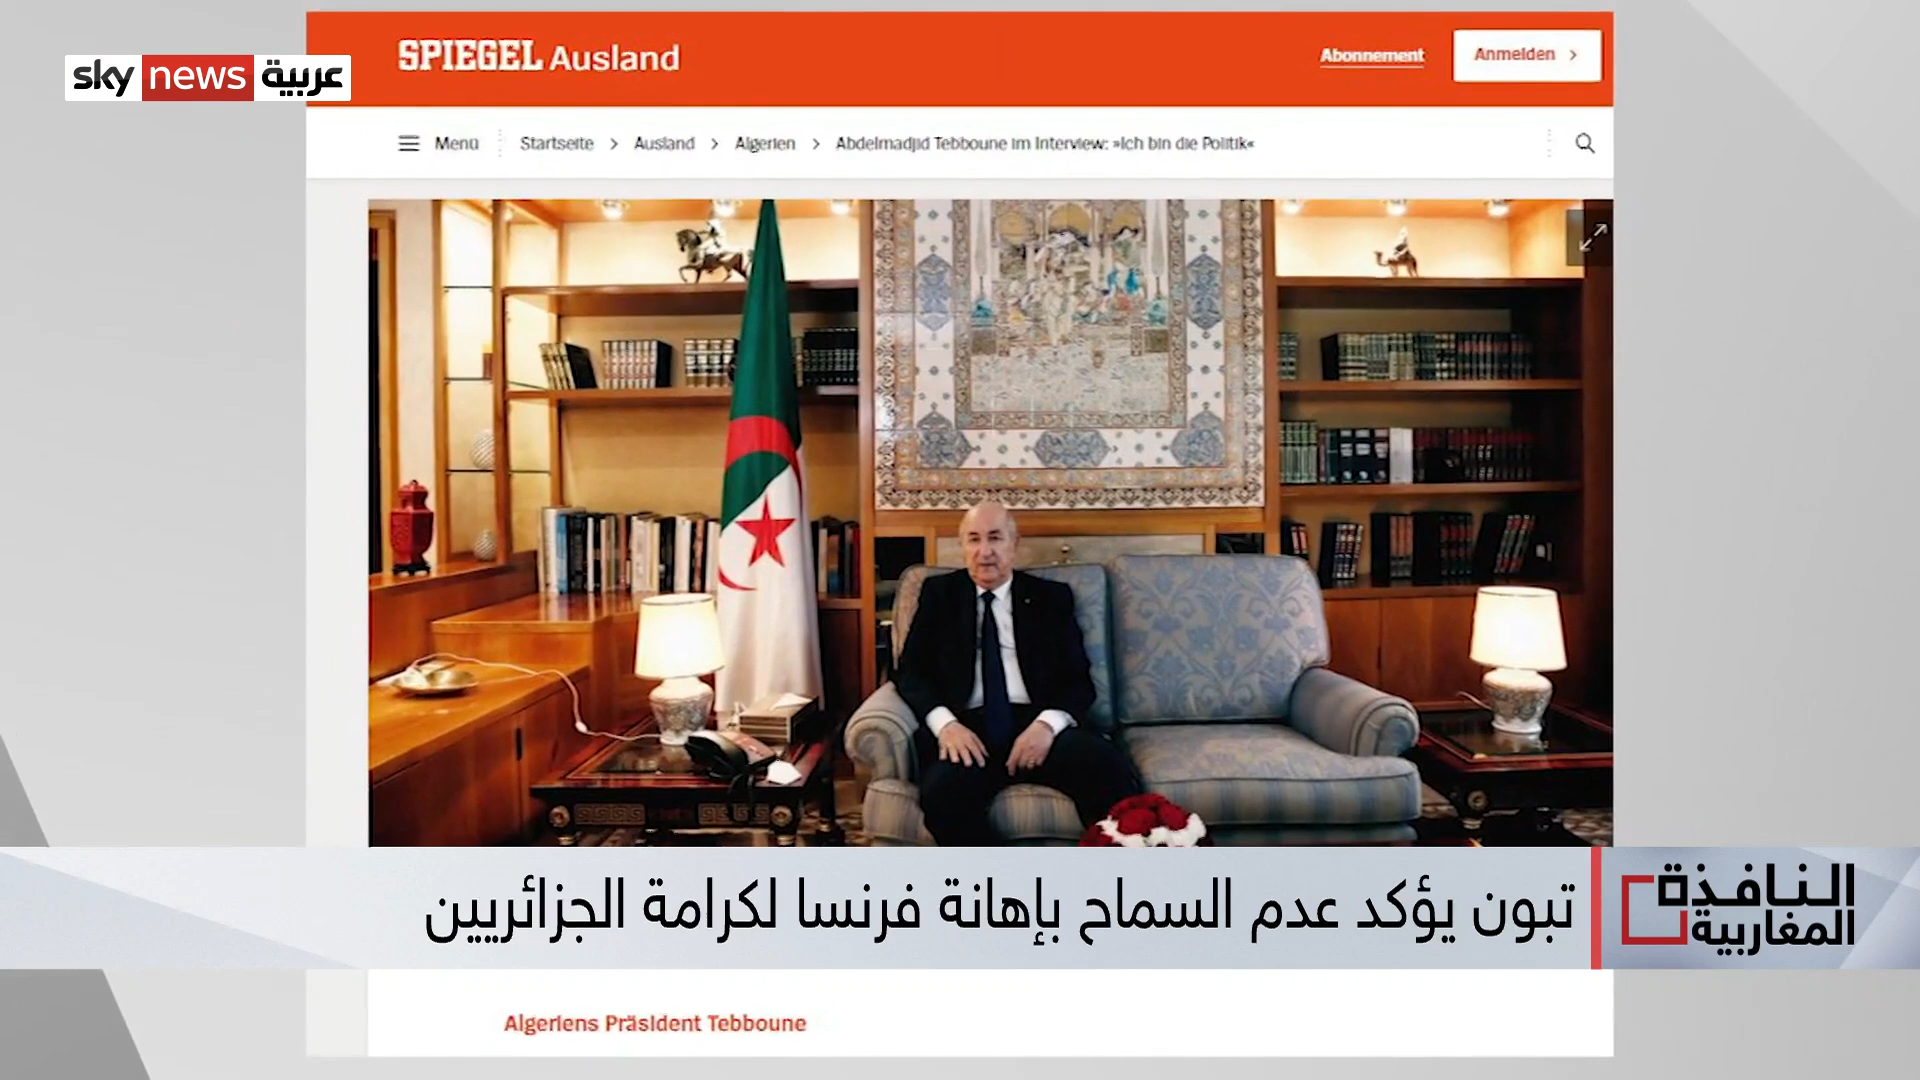 SPIEGEL Ausland
Abonnement
Anmelden
sky news عربية
Menü
Startseite > Ausland > Algerien > Abdelmadjid Tebboune im Interview: »Ich bin die Politik«
النافذة
المغاربية
تبون يؤكد عدم السماح بإهانة فرنسا لكرامة الجزائريين
Algeriens Präsident Tebboune